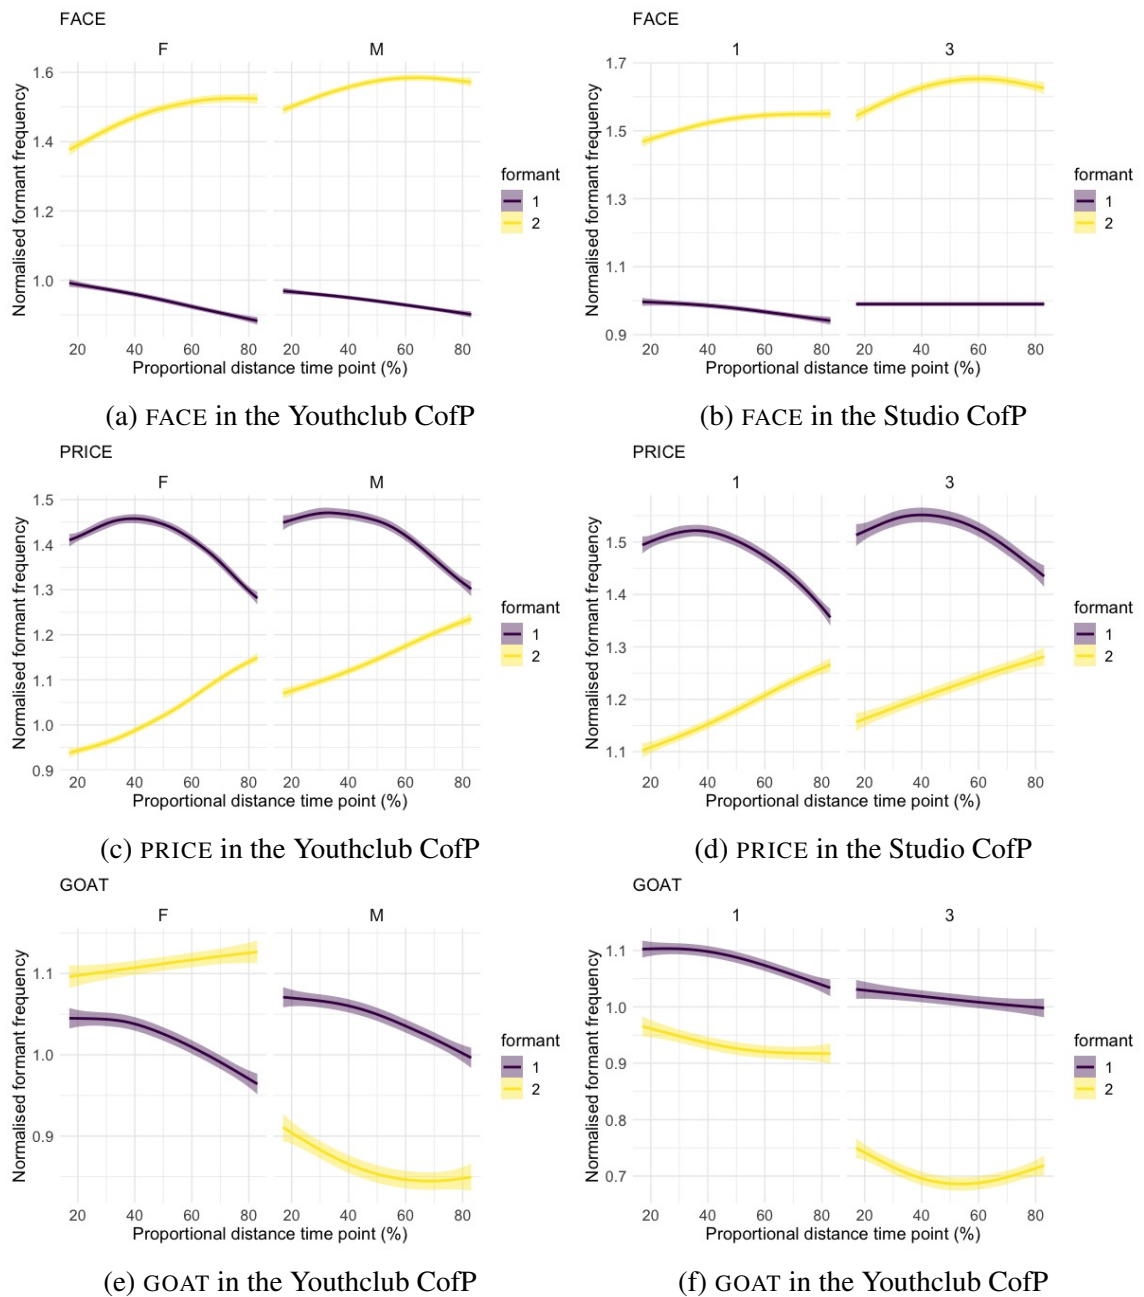 FACE
F M
Normalised formant frequency
1.6
1.4
1.2
1.0
20 40 60 80 20 40 60 80
Proportional distance time point (%)
formant
1
2
(a) FACE in the Youthclub CofP
FACE
1 3
Normalised formant frequency
1.7
1.5
1.3
1.1
0.9
20 40 60 80 20 40 60 80
Proportional distance time point (%)
formant
1
2
(b) FACE in the Studio CofP
PRICE
F M
Normalised formant frequency
1.5
1.4
1.3
1.2
1.1
1.0
0.9
20 40 60 80 20 40 60 80
Proportional distance time point (%)
formant
1
2
(c) PRICE in the Youthclub CofP
PRICE
1 3
Normalised formant frequency
1.5
1.4
1.3
1.2
1.1
20 40 60 80 20 40 60 80
Proportional distance time point (%)
formant
1
2
(d) PRICE in the Studio CofP
GOAT
F M
Normalised formant frequency
1.1
1.0
0.9
20 40 60 80 20 40 60 80
Proportional distance time point (%)
formant
1
2
(e) GOAT in the Youthclub CofP
GOAT
1 3
Normalised formant frequency
1.1
1.0
0.9
0.8
0.7
20 40 60 80 20 40 60 80
Proportional distance time point (%)
formant
1
2
(f) GOAT in the Youthclub CofP